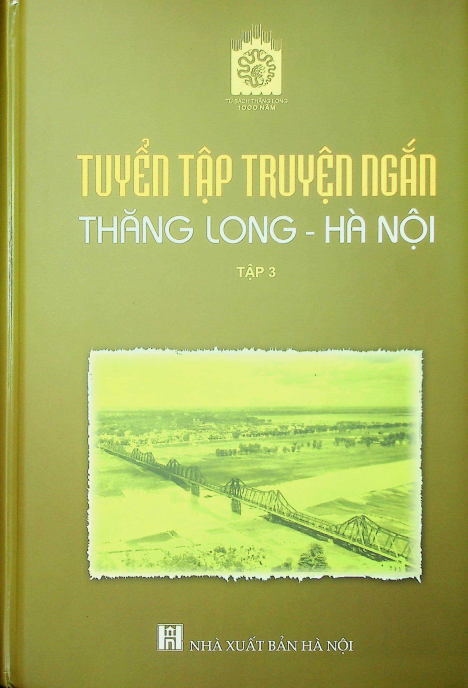 TỦ SÁCH THĂNG LONG
1000 NĂM
TUYỂN TẬP TRUYỆN NGẮN
THĂNG LONG - HÀ NỘI
TẬP 3
NHÀ XUẤT BẢN HÀ NỘI